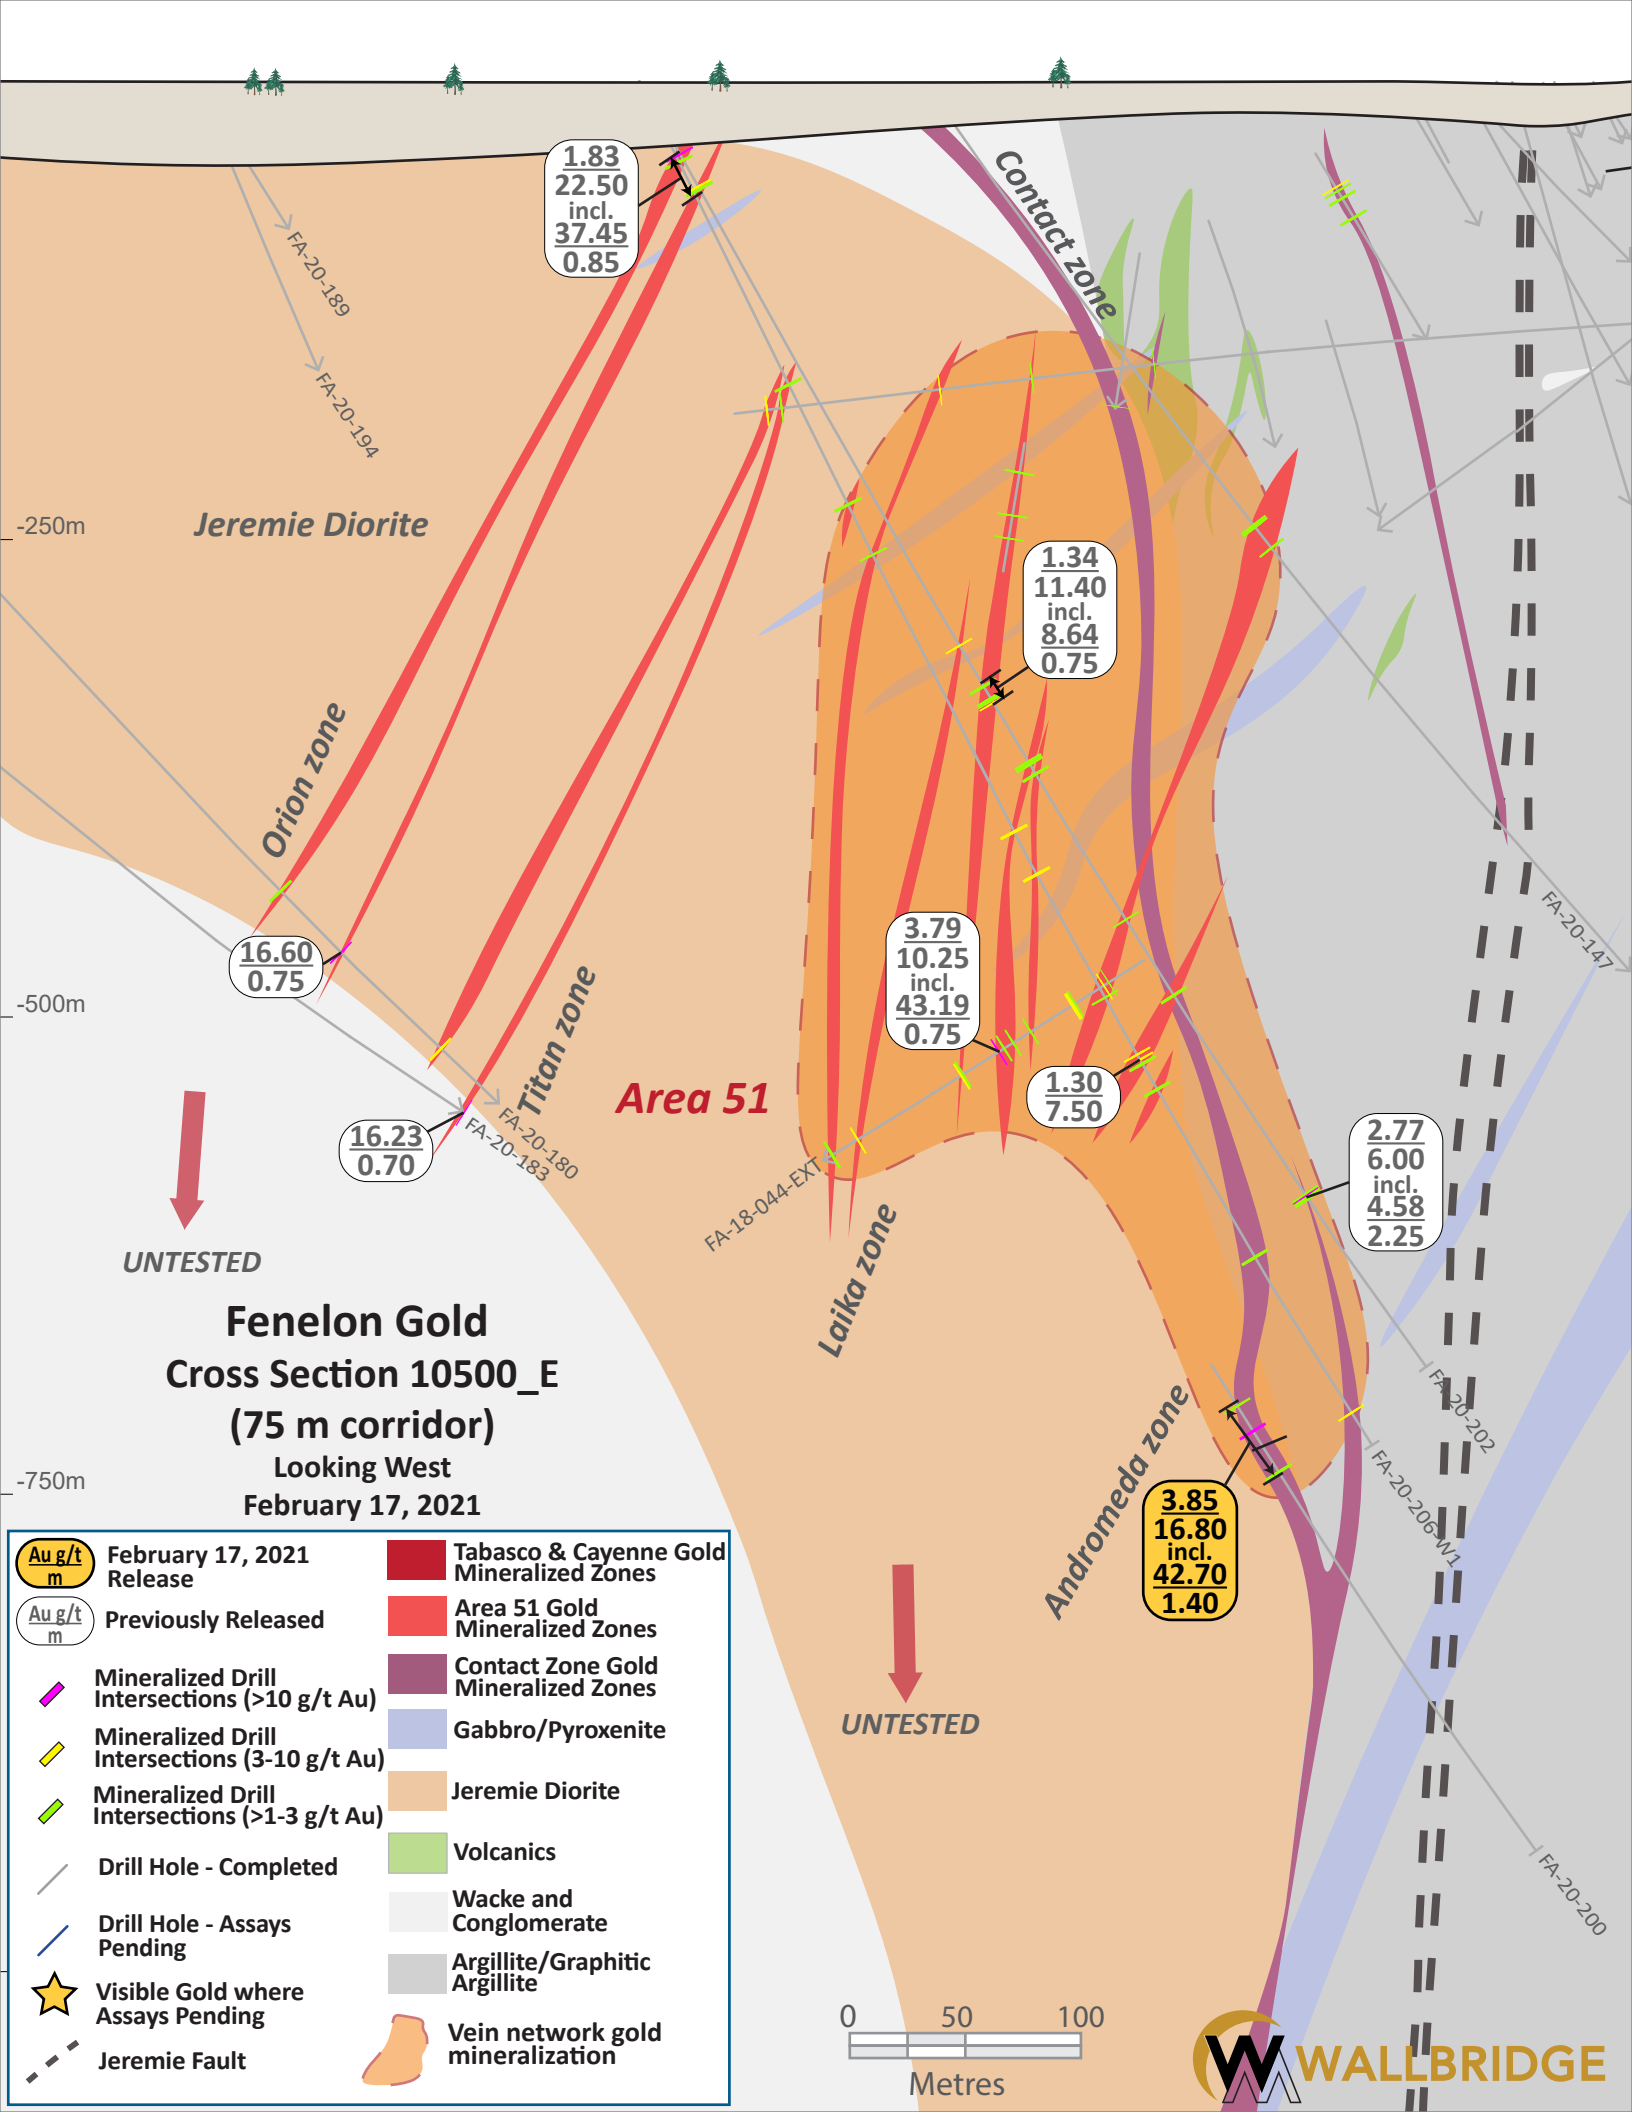 1.83
22.50
incl.
37.45
0.85
Contact zone
FA-20-189
FA-20-194
-250m
Jeremie Diorite
1.34
11.40
incl.
8.64
0.75
Orion zone
16.60
0.75
-500m
3.79
10.25
incl.
43.19
0.75
FA-20-147
Titan zone
Area 51
1.30
7.50
16.23
0.70
FA-20-180
FA-20-183
FA-18-044-EXT
2.77
6.00
incl.
4.58
2.25
UNTESTED
Laika zone
Fenelon Gold
Cross Section 10500_E
(75 m corridor)
Looking West
February 17, 2021
-750m
Andromeda zone
FA-20-202
FA-20-206-W1
3.85
16.80
incl.
42.70
1.40
UNTESTED
FA-20-200
Au g/t
m
February 17, 2021
Release
Au g/t
m
Previously Released
Mineralized Drill
Intersections (>10 g/t Au)
Mineralized Drill
Intersections (3-10 g/t Au)
Mineralized Drill
Intersections (>1-3 g/t Au)
Drill Hole - Completed
Drill Hole - Assays
Pending
Visible Gold where
Assays Pending
Jeremie Fault
Tabasco & Cayenne Gold
Mineralized Zones
Area 51 Gold
Mineralized Zones
Contact Zone Gold
Mineralized Zones
Gabbro/Pyroxenite
Jeremie Diorite
Volcanics
Wacke and
Conglomerate
Argillite/Graphitic
Argillite
Vein network gold
mineralization
0 50 100
Metres
WALLBRIDGE